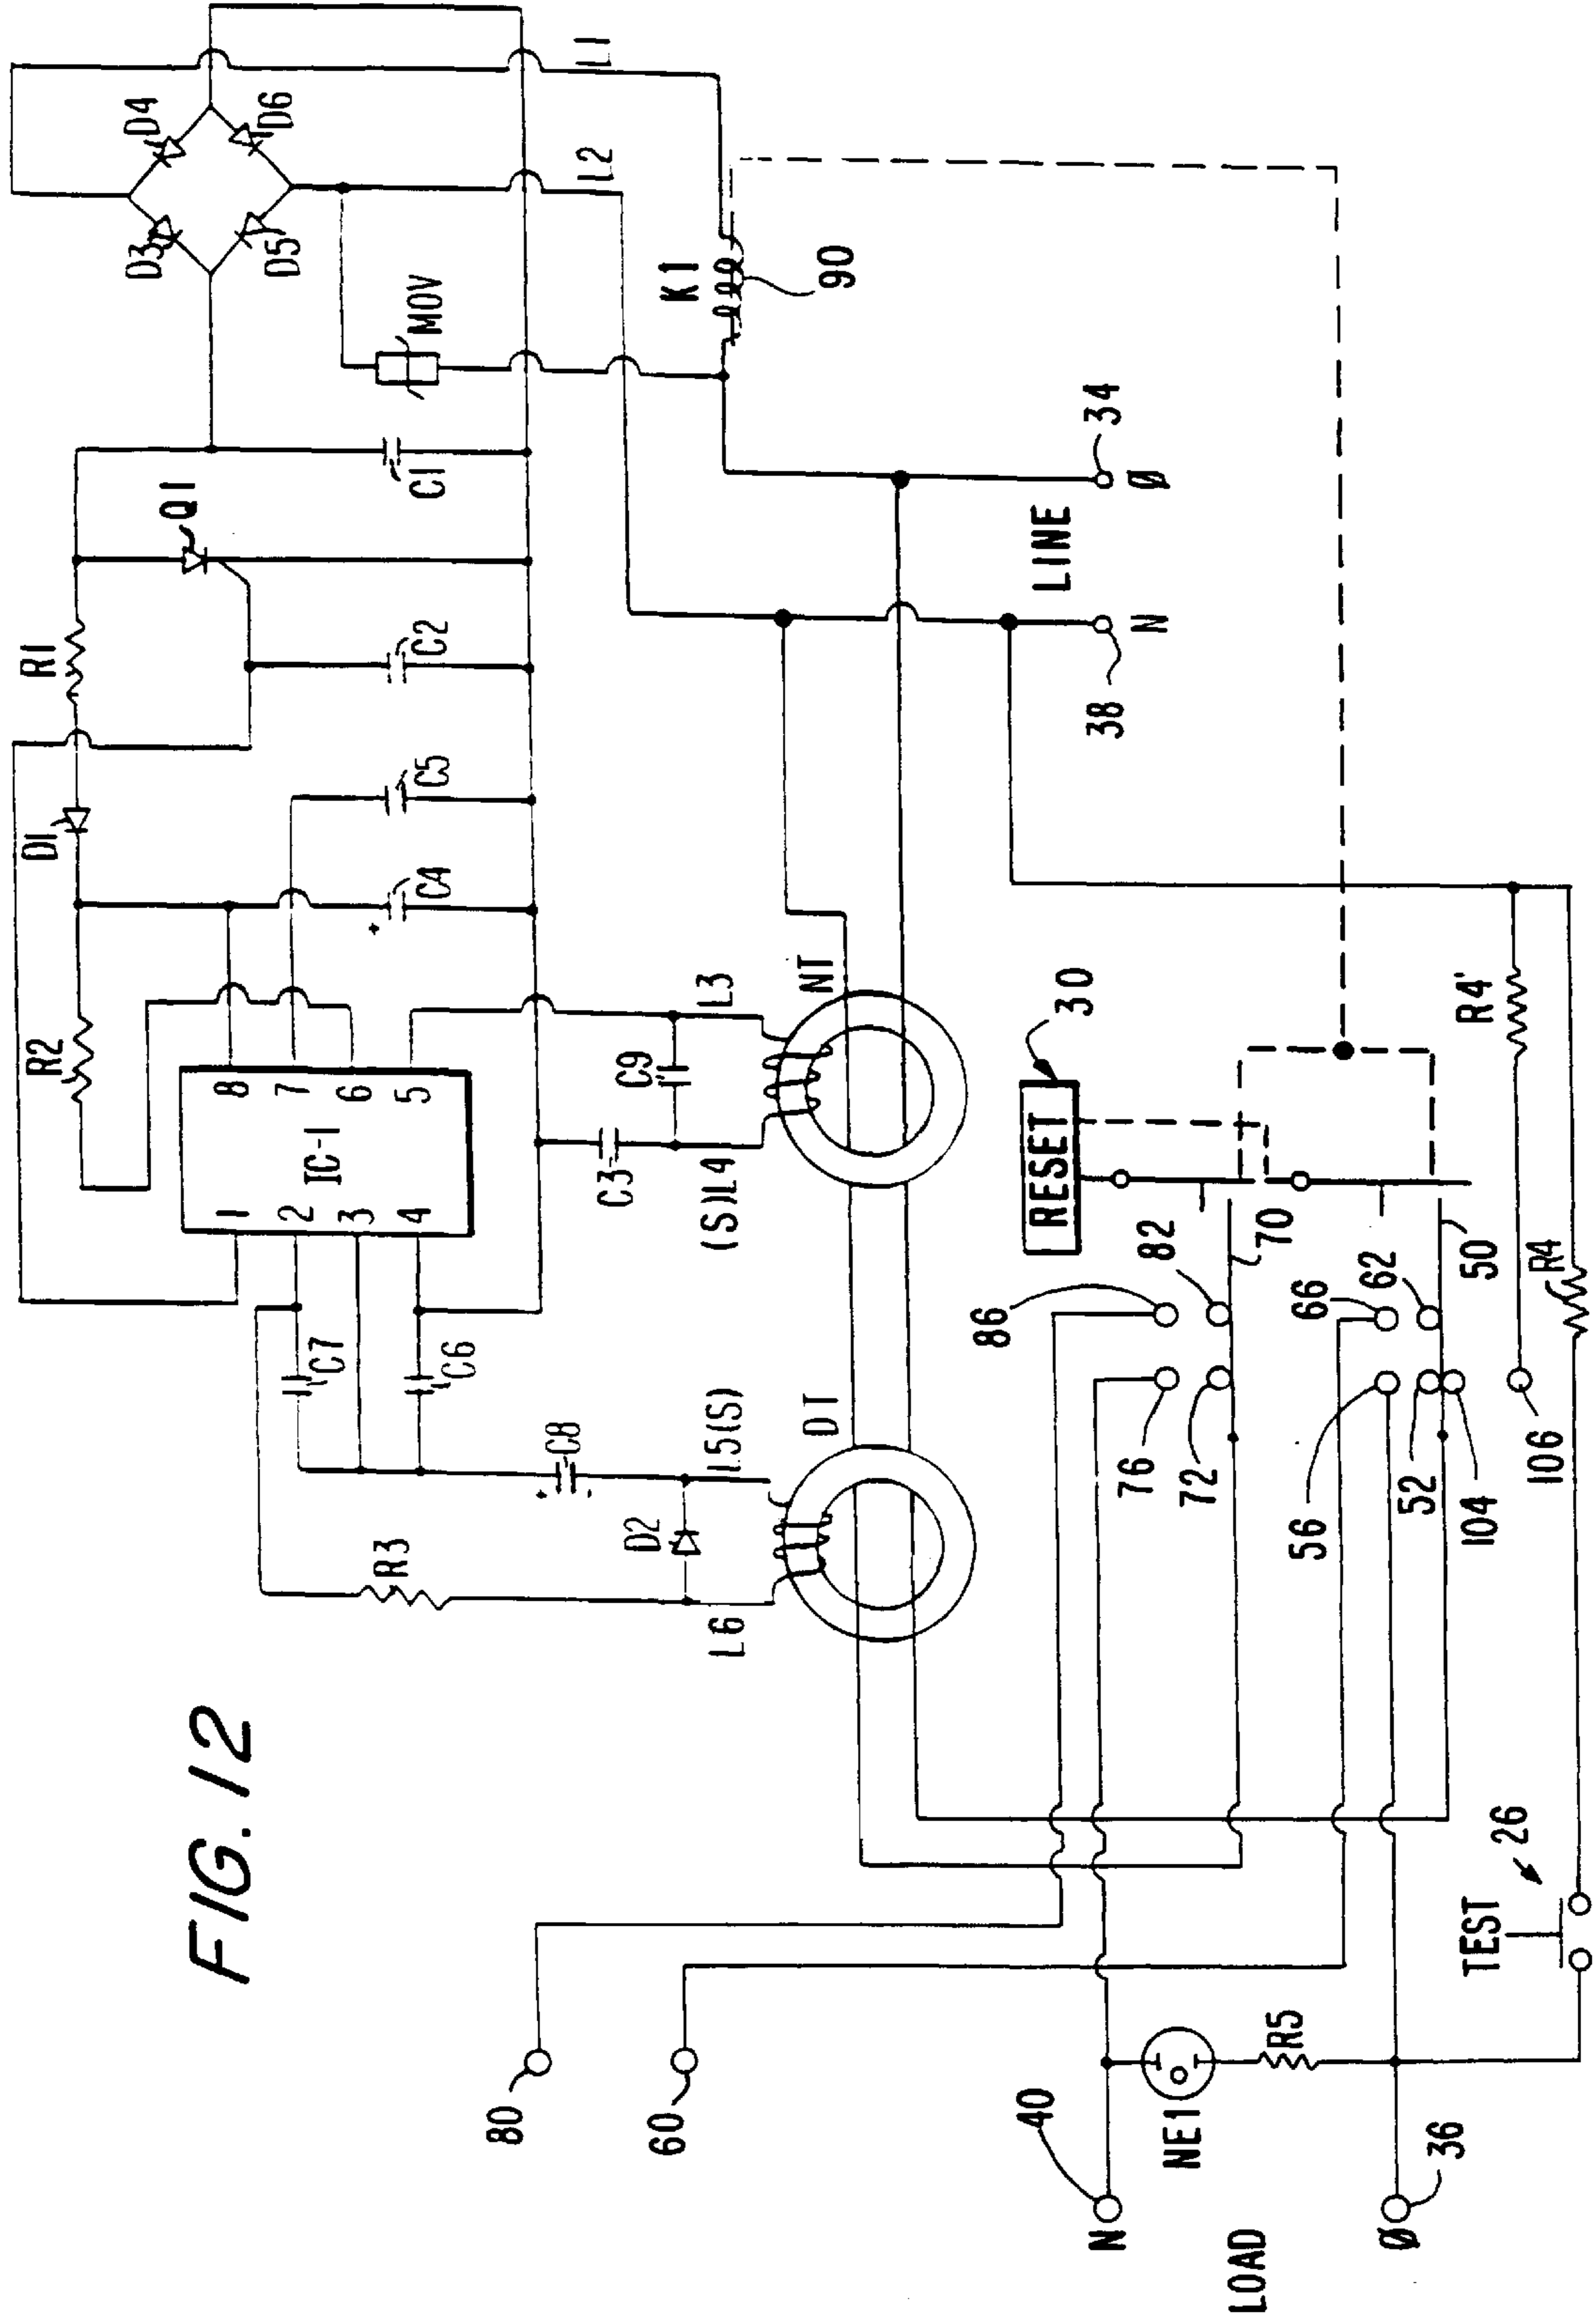 FIG. 12
D4
D6
D3
D5
L1
L2
MOV
K1
90
C1
Q1
R1
C2
D1
C5
C4
+
R2
IC-1
8
7
6
5
1
2
3
4
C7
C6
C3
C9
L3
(S)L4
NT
R3
C8
+
-
D2
L5(S)
L6
DT
34
Ø
LINE
N
38
RESET
30
86
82
70
76
72
66
62
50
56
52
104
106
R4'
R4
TEST
26
80
60
40
N
NE1
R5
LOAD
Ø
36